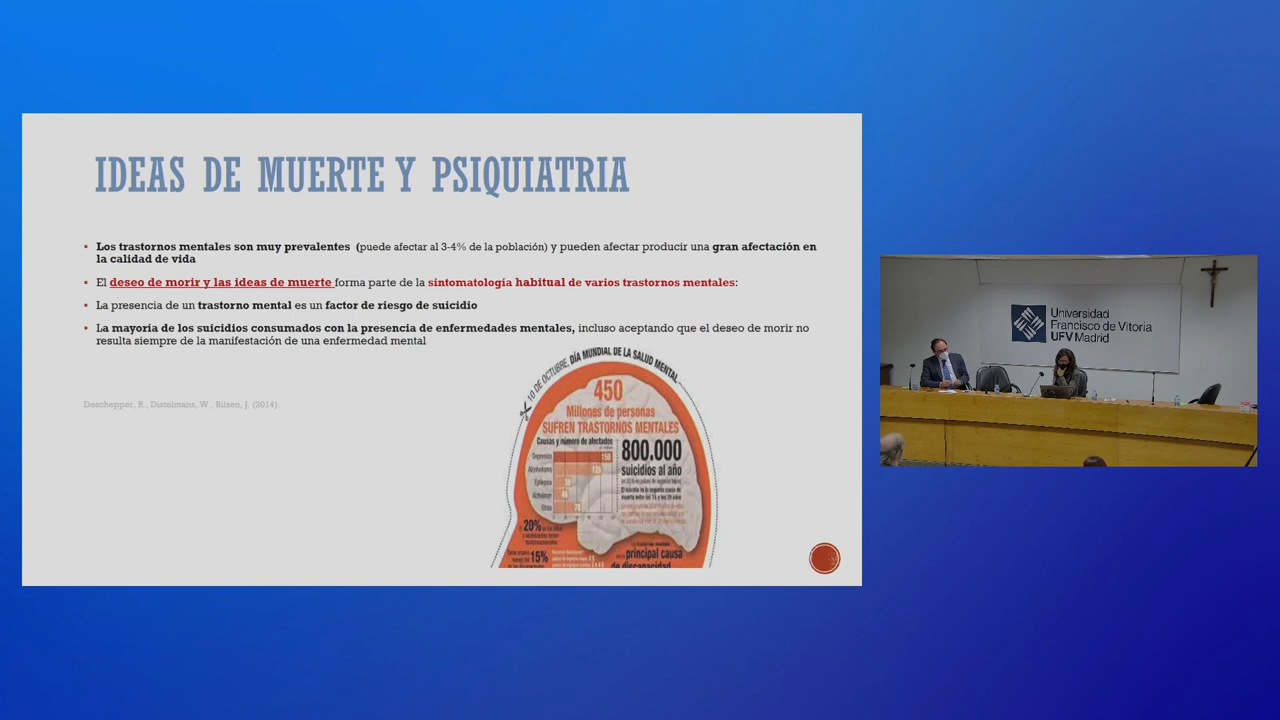 IDEAS DE MUERTE Y PSIQUIATRIA
▪ Los trastornos mentales son muy prevalentes (puede afectar al 3-4% de la población) y pueden afectar producir una gran afectación en
la calidad de vida
▪ El deseo de morir y las ideas de muerte forma parte de la sintomatología habitual de varios trastornos mentales:
▪ La presencia de un trastorno mental es un factor de riesgo de suicidio
▪ La mayoría de los suicidios consumados con la presencia de enfermedades mentales, incluso aceptando que el deseo de morir no
resulta siempre de la manifestación de una enfermedad mental
Deschepper, R., Distelmans, W., Bilsen, J. (2014).
10 DE OCTUBRE, DÍA MUNDIAL DE LA SALUD MENTAL
450
Millones de personas
SUFREN TRASTORNOS MENTALES
Causas y número de afectados
Depresión 150
Alcoholismo 125
Epilepsia
Alzheimer
Otras
800.000
suicidios al año
20%
15%
principal causa
de discapacidad
Universidad
Francisco de Vitoria
UFV Madrid